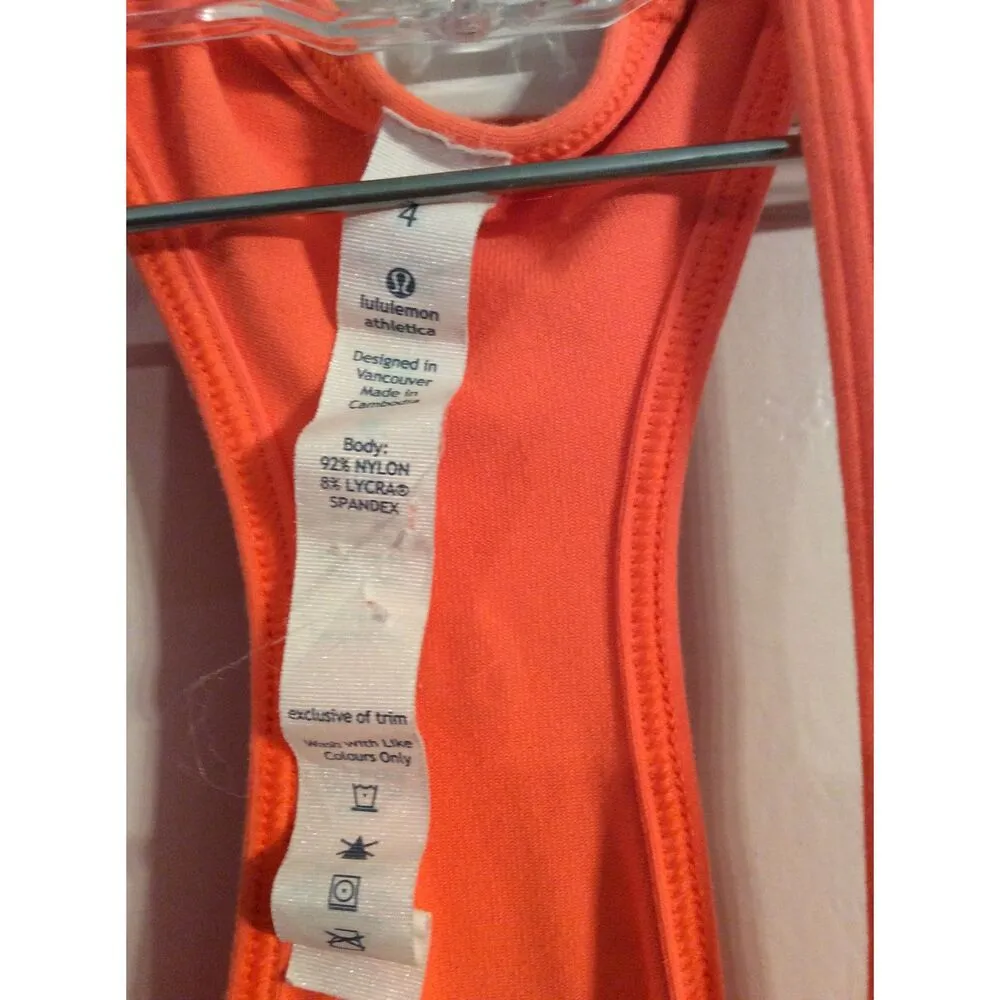 4
lululemon
athletica
Designed in
Vancouver
Made in
Cambodia
Body:
92% NYLON
8% LYCRA®
SPANDEX
exclusive of trim
Wash with Like
Colours Only